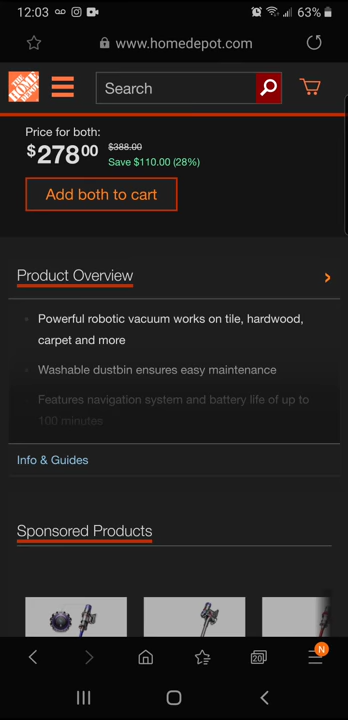 12:03
63%
www.homedepot.com
THE HOME DEPOT
Search
Price for both:
$278⁰⁰ $388.00
Save $110.00 (28%)
Add both to cart
Product Overview
Powerful robotic vacuum works on tile, hardwood,
carpet and more
Washable dustbin ensures easy maintenance
Features navigation system and battery life of up to
100 minutes
Info & Guides
Sponsored Products
20
N